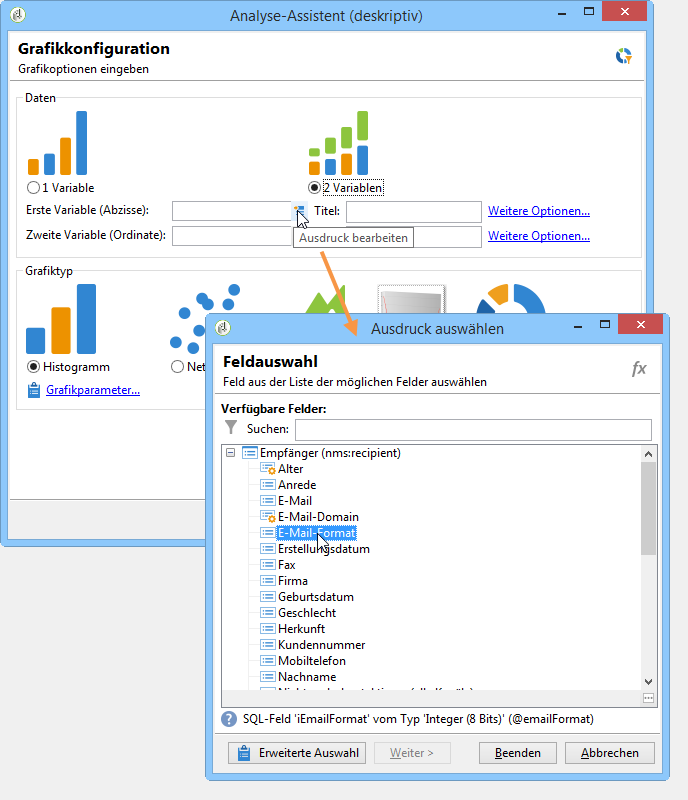 Analyse-Assistent (deskriptiv)
Grafikkonfiguration
Grafikoptionen eingeben
Daten
1 Variable
2 Variablen
Erste Variable (Abzisse):
Titel:
Weitere Optionen...
Zweite Variable (Ordinate):
Weitere Optionen...
Ausdruck bearbeiten
Grafiktyp
Histogramm
Net
Grafikparameter...
Ausdruck auswählen
Feldauswahl
Feld aus der Liste der möglichen Felder auswählen
fx
Verfügbare Felder:
Suchen:
Empfänger (nms:recipient)
Alter
Anrede
E-Mail
E-Mail-Domain
E-Mail-Format
Erstellungsdatum
Fax
Firma
Geburtsdatum
Geschlecht
Herkunft
Kundennummer
Mobiltelefon
Nachname
SQL-Feld 'iEmailFormat' vom Typ 'Integer (8 Bits)' (@emailFormat)
Erweiterte Auswahl
Weiter >
Beenden
Abbrechen